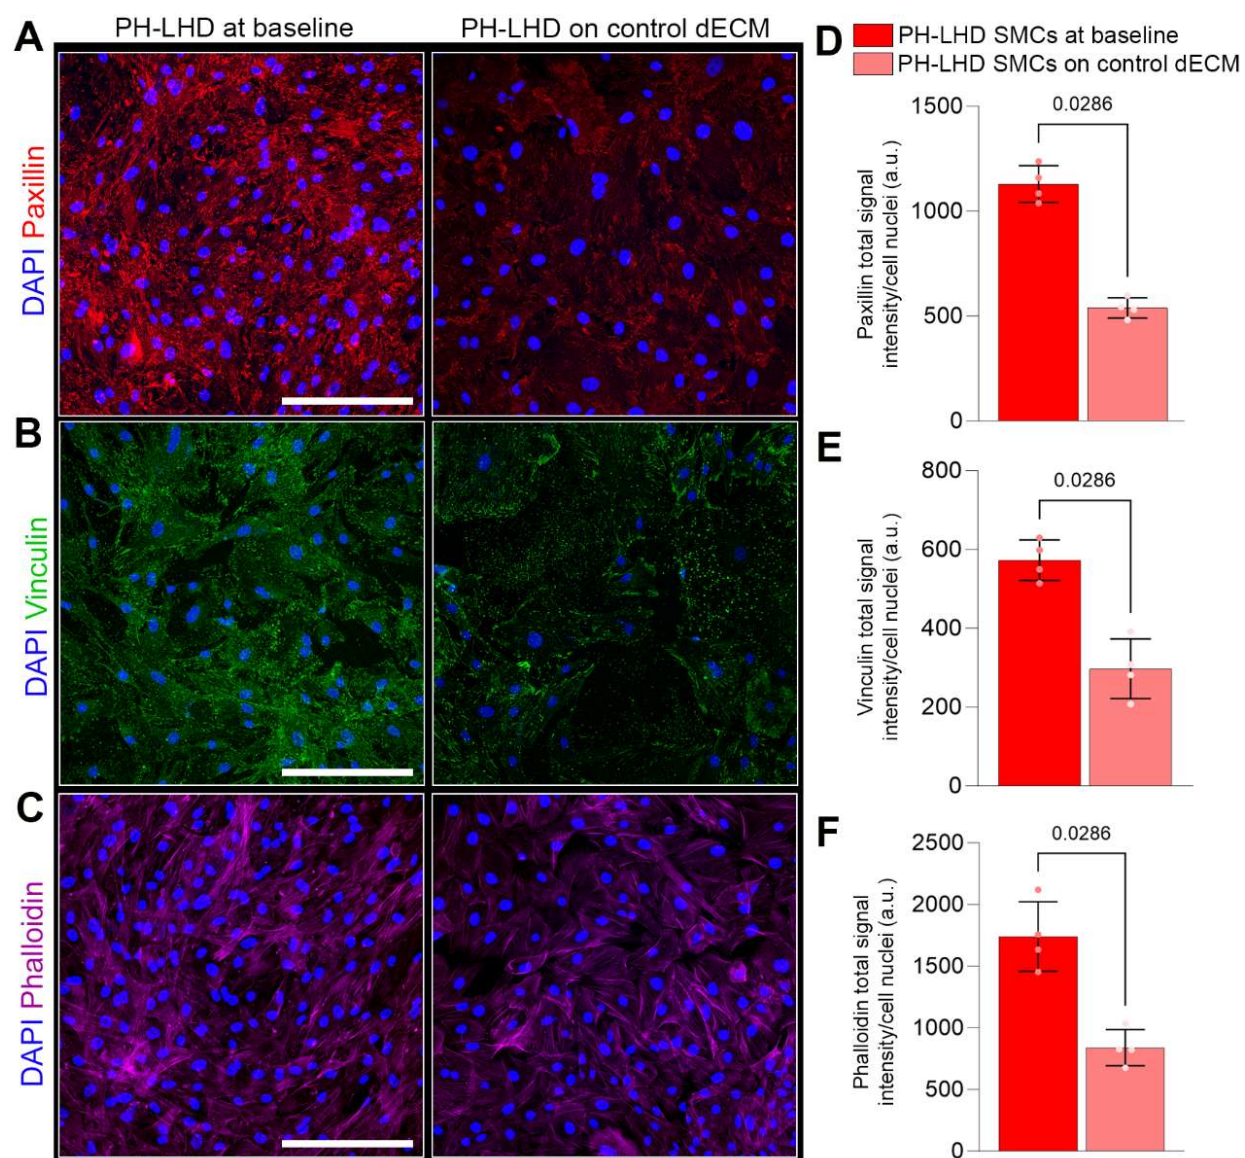 A
PH-LHD at baseline
PH-LHD on control dECM
DAPI Paxillin
B
DAPI Vinculin
C
DAPI Phalloidin
D
PH-LHD SMCs at baseline
PH-LHD SMCs on control dECM
Paxillin total signal
intensity/cell nuclei (a.u.)
1500
1000
500
0
0.0286
E
Vinculin total signal
intensity/cell nuclei (a.u.)
800
600
400
200
0
0.0286
F
Phalloidin total signal
intensity/cell nuclei (a.u.)
2500
2000
1500
1000
500
0
0.0286